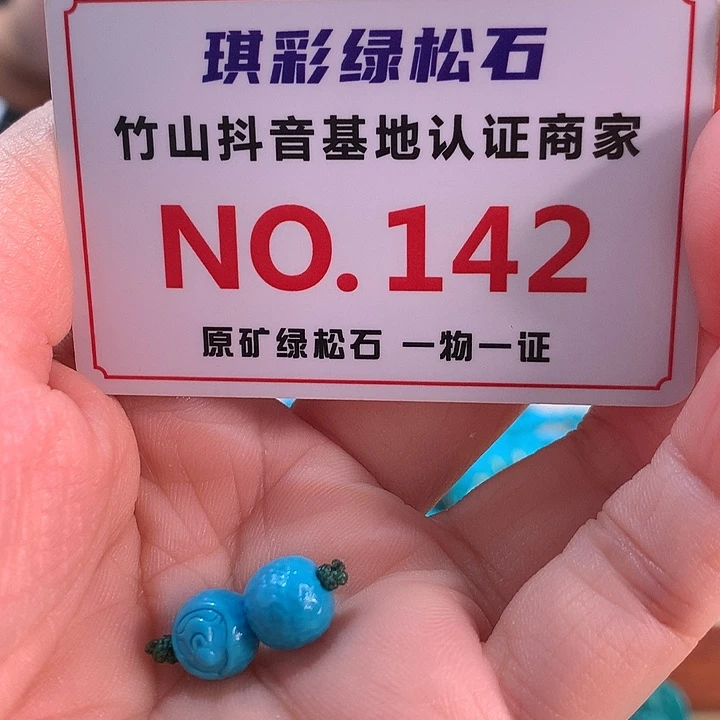 琪彩绿松石
竹山抖音基地认证商家
NO.142
原矿绿松石 一物一证